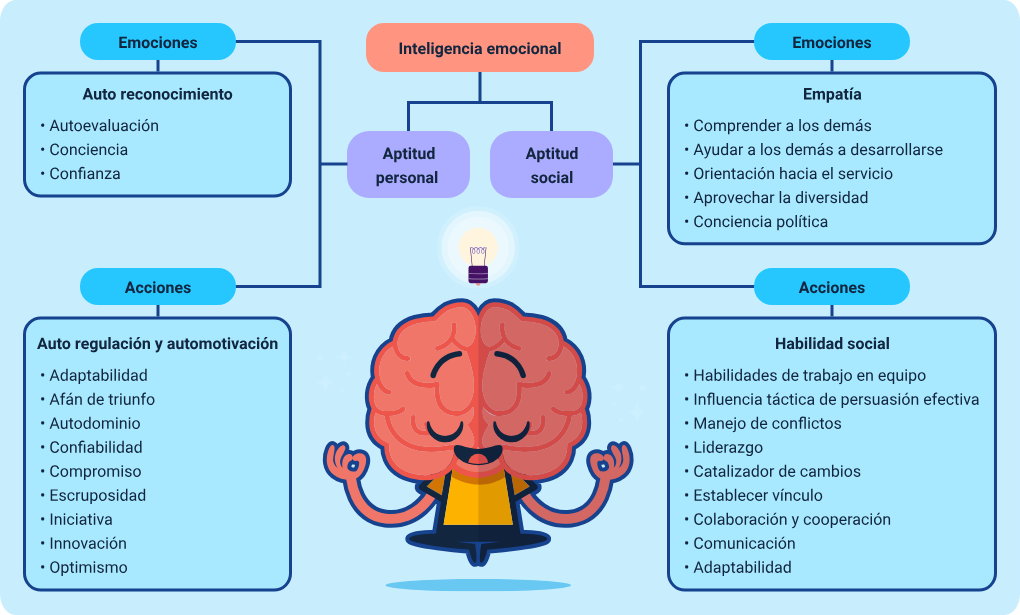 Inteligencia emocional
Aptitud
personal
Aptitud
social
Emociones
Auto reconocimiento
• Autoevaluación
• Conciencia
• Confianza
Acciones
Auto regulación y automotivación
• Adaptabilidad
• Afán de triunfo
• Autodominio
• Confiabilidad
• Compromiso
• Escruposidad
• Iniciativa
• Innovación
• Optimismo
Emociones
Empatía
• Comprender a los demás
• Ayudar a los demás a desarrollarse
• Orientación hacia el servicio
• Aprovechar la diversidad
• Conciencia política
Acciones
Habilidad social
• Habilidades de trabajo en equipo
• Influencia táctica de persuasión efectiva
• Manejo de conflictos
• Liderazgo
• Catalizador de cambios
• Establecer vínculo
• Colaboración y cooperación
• Comunicación
• Adaptabilidad